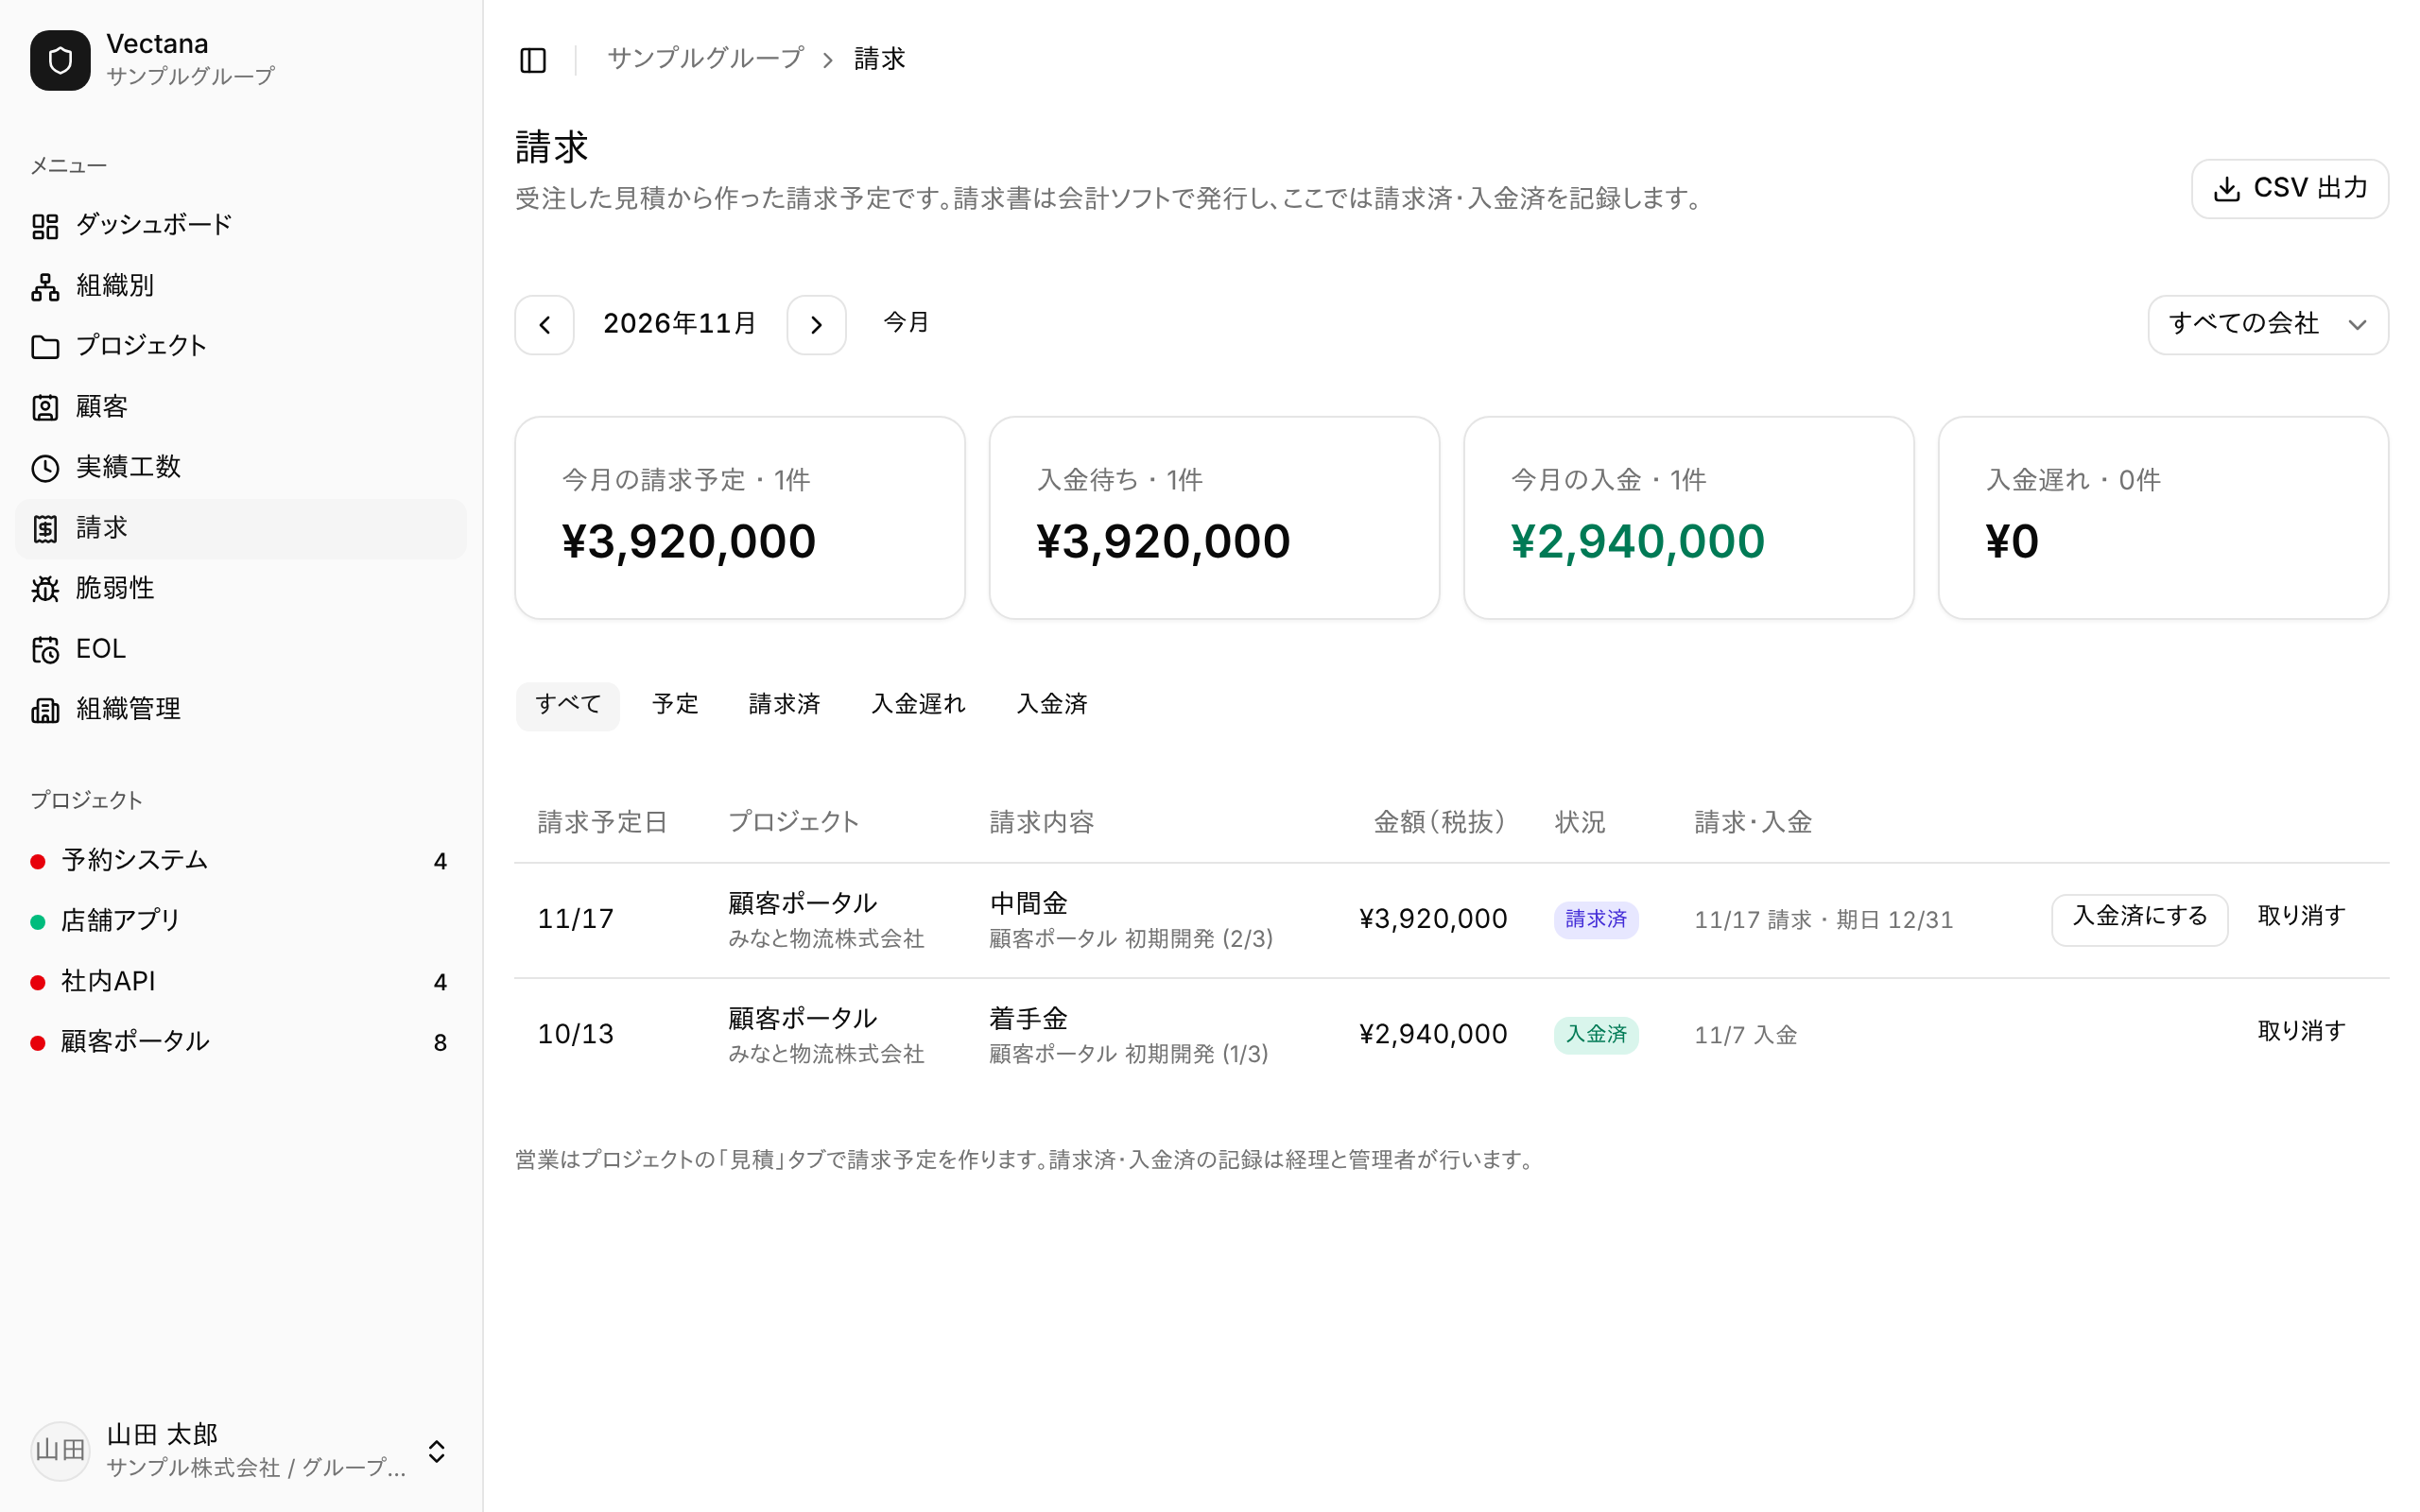 Vectana
サンプルグループ
メニュー
ダッシュボード
組織別
プロジェクト
顧客
実績工数
請求
脆弱性
EOL
組織管理
プロジェクト
予約システム 4
店舗アプリ
社内API 4
顧客ポータル 8
山田
山田 太郎
サンプル株式会社 / グループ...
サンプルグループ > 請求
請求
受注した見積から作った請求予定です。請求書は会計ソフトで発行し、ここでは請求済・入金済を記録します。
CSV 出力
2026年11月 今月
すべての会社
今月の請求予定・1件
¥3,920,000
入金待ち・1件
¥3,920,000
今月の入金・1件
¥2,940,000
入金遅れ・0件
¥0
すべて 予定 請求済 入金遅れ 入金済
請求予定日 プロジェクト 請求内容 金額（税抜） 状況 請求・入金
11/17 顧客ポータル 中間金 ¥3,920,000 請求済 11/17 請求・期日 12/31 入金済にする 取り消す
みなと物流株式会社 顧客ポータル 初期開発 (2/3)
10/13 顧客ポータル 着手金 ¥2,940,000 入金済 11/7 入金 取り消す
みなと物流株式会社 顧客ポータル 初期開発 (1/3)
営業はプロジェクトの「見積」タブで請求予定を作ります。請求済・入金済の記録は経理と管理者が行います。